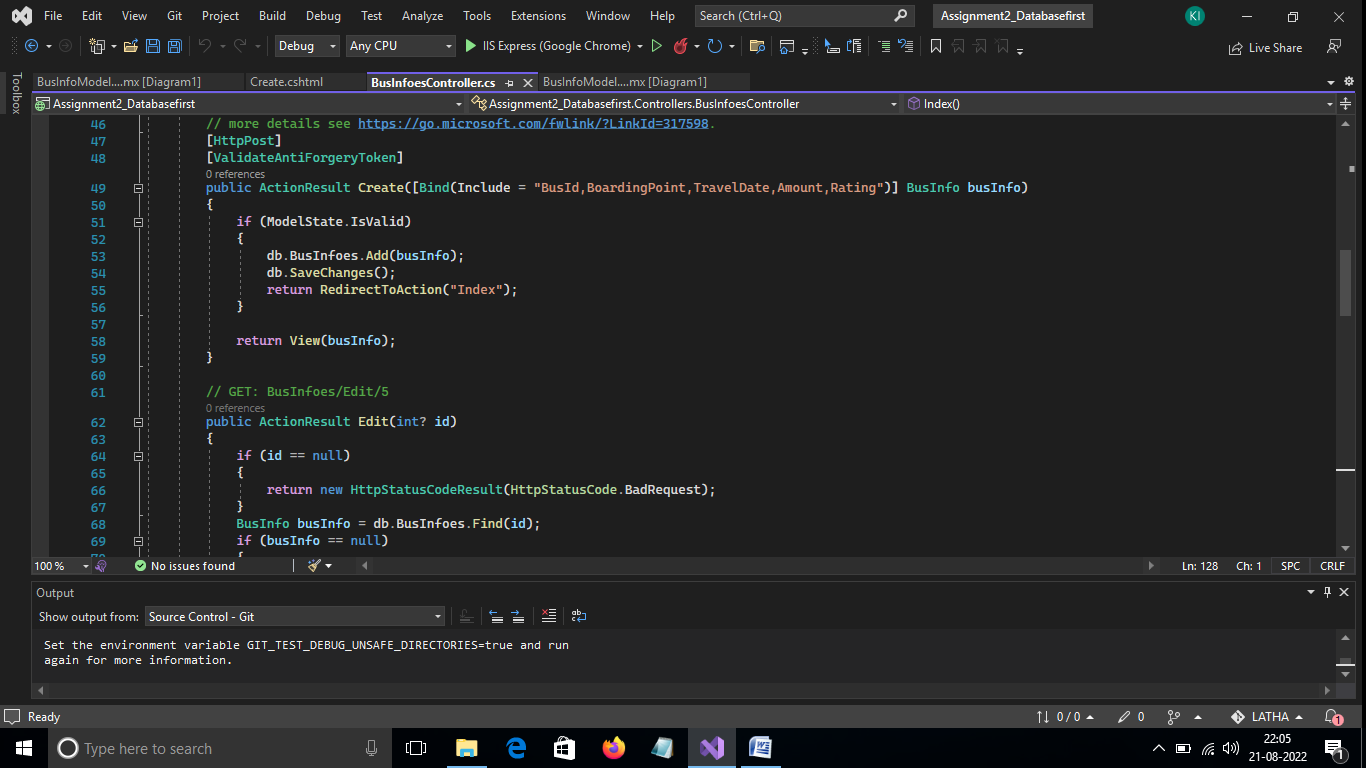 File Edit View Git Project Build Debug Test Analyze Tools Extensions Window Help Search (Ctrl+Q) Assignment2_Databasefirst KI
Debug Any CPU IIS Express (Google Chrome) Live Share
Toolbox
BusInfoModel....mx [Diagram1] Create.cshtml BusInfoesController.cs BusInfoModel....mx [Diagram1]
Assignment2_Databasefirst Assignment2_Databasefirst.Controllers.BusInfoesController Index()
46 // more details see https://go.microsoft.com/fwlink/?LinkId=317598.
47 [HttpPost]
48 [ValidateAntiForgeryToken]
0 references
49 public ActionResult Create([Bind(Include = "BusId,BoardingPoint,TravelDate,Amount,Rating")] BusInfo busInfo)
50 {
51 if (ModelState.IsValid)
52 {
53 db.BusInfoes.Add(busInfo);
54 db.SaveChanges();
55 return RedirectToAction("Index");
56 }
57
58 return View(busInfo);
59 }
60
61 // GET: BusInfoes/Edit/5
0 references
62 public ActionResult Edit(int? id)
63 {
64 if (id == null)
65 {
66 return new HttpStatusCodeResult(HttpStatusCode.BadRequest);
67 }
68 BusInfo busInfo = db.BusInfoes.Find(id);
69 if (busInfo == null)
70 {
100 % No issues found Ln: 128 Ch: 1 SPC CRLF
Output
Show output from: Source Control - Git
Set the environment variable GIT_TEST_DEBUG_UNSAFE_DIRECTORIES=true and run
again for more information.
Ready 0 / 0 0 LATHA 1
Type here to search 22:05
21-08-2022 1